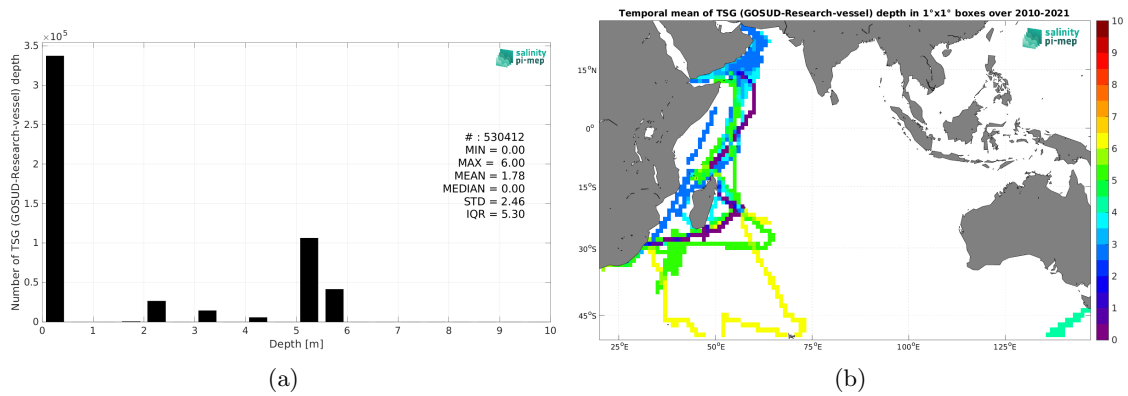 ×10⁵
3.5
3
2.5
2
1.5
1
0.5
0
Number of TSG (GOSUD-Research-vessel) depth
0 1 2 3 4 5 6 7 8 9 10
Depth [m]
salinity
pi-mep
# : 530412
MIN = 0.00
MAX = 6.00
MEAN = 1.78
MEDIAN = 0.00
STD = 2.46
IQR = 5.30
(a)
Temporal mean of TSG (GOSUD-Research-vessel) depth in 1°x1° boxes over 2010-2021
salinity
pi-mep
15°N
0°
15°S
30°S
45°S
25°E 50°E 75°E 100°E 125°E
10
9
8
7
6
5
4
3
2
1
0
(b)